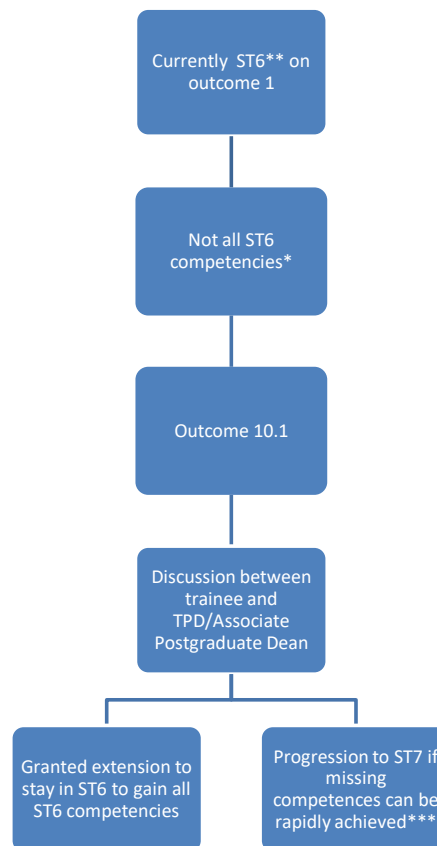 Currently ST6** on
outcome 1
Not all ST6
competencies*
Outcome 10.1
Discussion between
trainee and
TPD/Associate
Postgraduate Dean
Granted extension to
stay in ST6 to gain all
ST6 competencies
Progression to ST7 if
missing
competences can be
rapidly achieved***